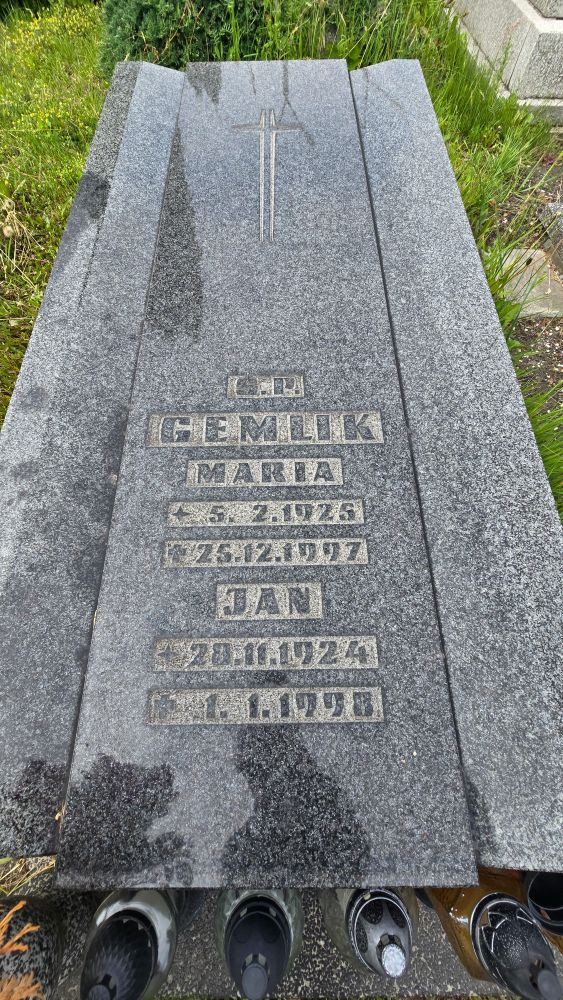 Ś.P.
GEMLIK
MARIA
✦ 5. 2.1925
✝ 25.12.1997
JAN
✦ 28.11.1924
✝ 1. 1.1998